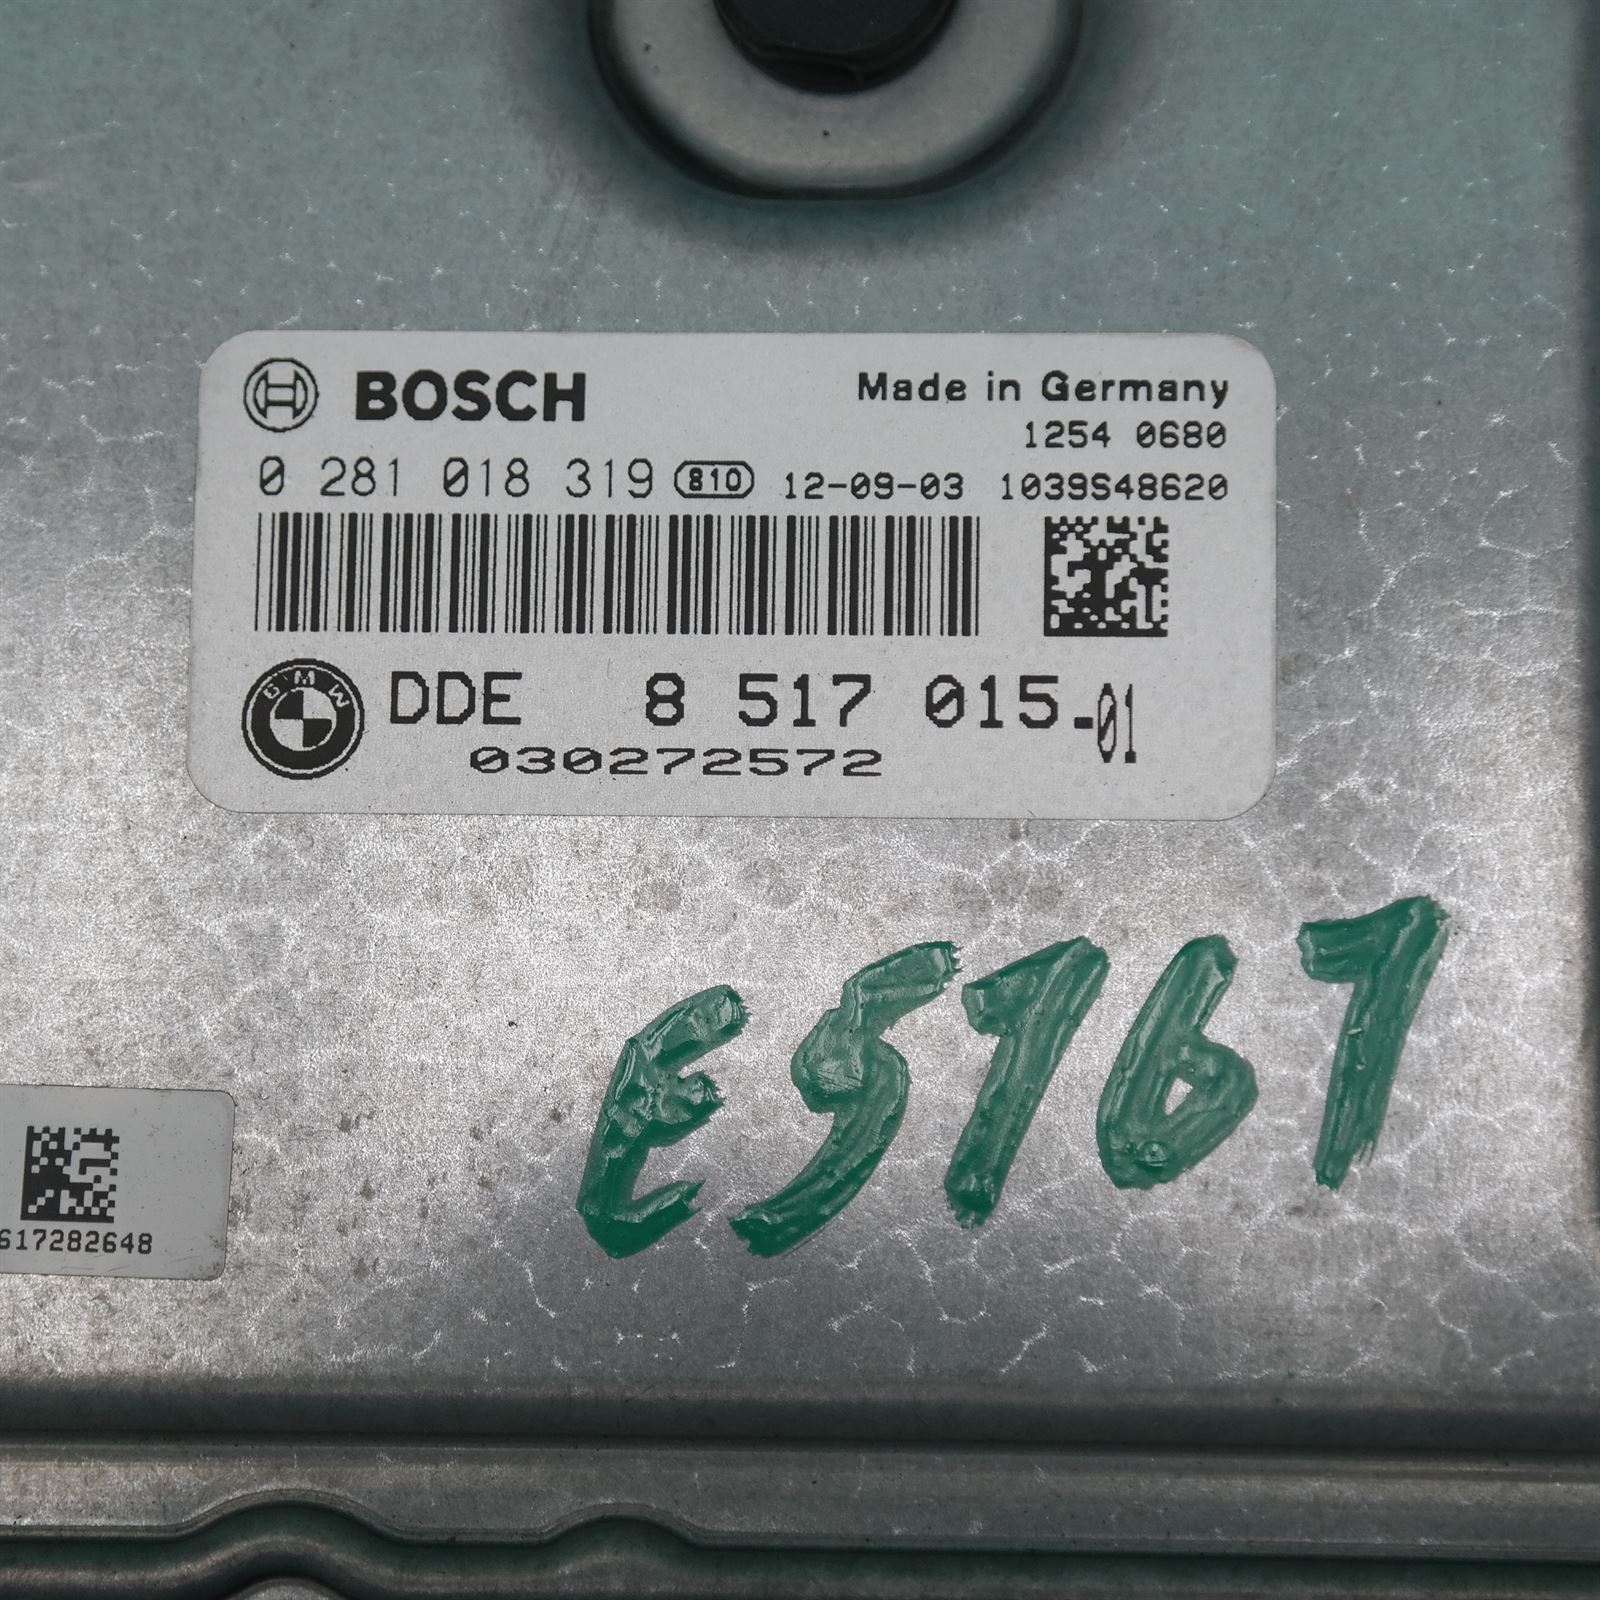 BOSCH
Made in Germany
1254 0680
0 281 018 319 810 12-09-03 1039S48620
BMW DDE 8 517 015-01
030272572
E5161
617282648